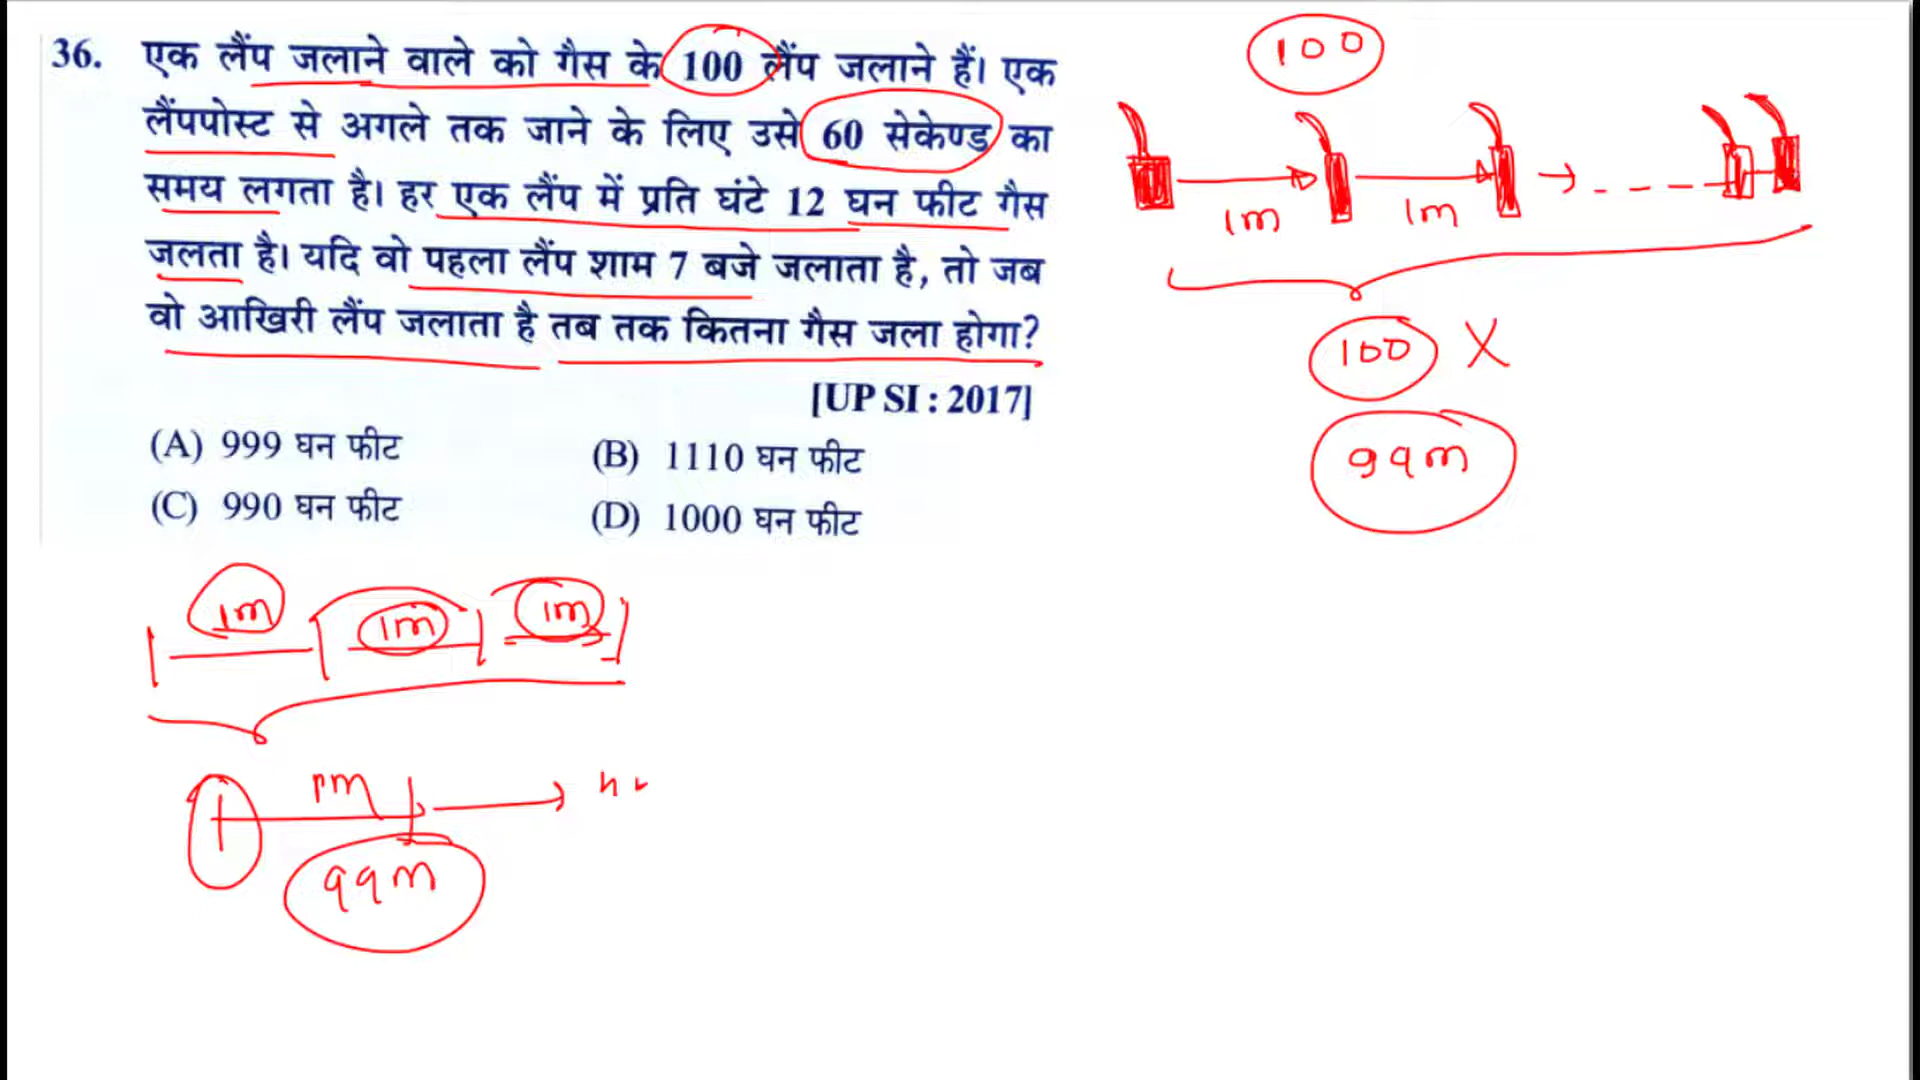 36. एक लैंप जलाने वाले को गैस के 100 लैंप जलाने हैं। एक
लैंपपोस्ट से अगले तक जाने के लिए उसे 60 सेकेण्ड का
समय लगता है। हर एक लैंप में प्रति घंटे 12 घन फीट गैस
जलता है। यदि वो पहला लैंप शाम 7 बजे जलाता है, तो जब
वो आखिरी लैंप जलाता है तब तक कितना गैस जला होगा?
[UP SI : 2017]
(A) 999 घन फीट (B) 1110 घन फीट
(C) 990 घन फीट (D) 1000 घन फीट
100
1m 1m
100 X
99m
1m 1m 1m
1m
99m